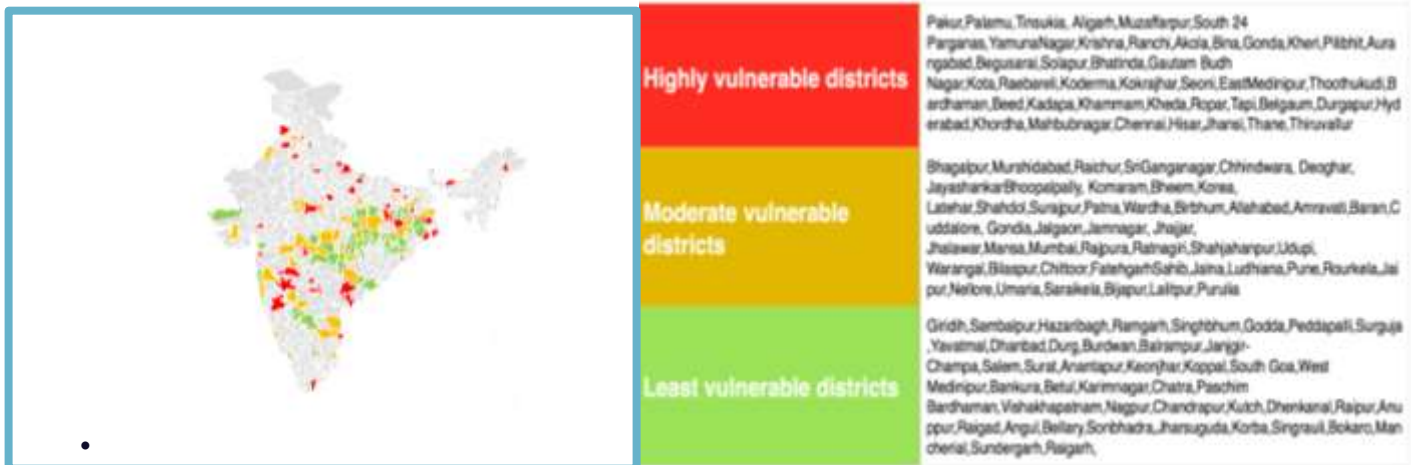 Highly vulnerable districts
Pakur,Palamu,Tinsukia, Aligarh,Muzaffarpur,South 24
Parganas,YamunaNagar,Krishna,Ranchi,Akola,Bina,Gonda,Kheri,Pilibhit,Aura
ngabad,Begusarai,Solapur,Bhatinda,Gautam Budh
Nagar,Kota,Raebareli,Koderma,Kokrajhar,Seoni,EastMedinipur,Thoothukudi,B
ardhaman,Beed,Kadapa,Khammam,Kheda,Ropar,Tapi,Belgaum,Durgapur,Hyd
erabad,Khordha,Mahbubnagar,Chennai,Hisar,Jhansi,Thane,Thiruvallur
Moderate vulnerable
districts
Bhagalpur,Murshidabad,Raichur,SriGanganagar,Chhindwara, Deoghar,
JayashankarBhoopalpally, Komaram,Bheem,Korea,
Latehar,Shahdol,Surajpur,Patna,Wardha,Birbhum,Allahabad,Amravati,Baran,C
uddalore, Gondia,Jalgaon,Jamnagar, Jhajjar,
Jhalawar,Mansa,Mumbai,Rajpura,Ratnagiri,Shahjahanpur,Udupi,
Warangal,Bilaspur,Chittoor,FatehgarhSahib,Jalna,Ludhiana,Pune,Rourkela,Jai
pur,Nellore,Umaria,Saraikela,Bijapur,Lalitpur,Purulia
Least vulnerable districts
Giridih,Sambalpur,Hazaribagh,Ramgarh,Singhbhum,Godda,Peddapalli,Surguja
,Yavatmal,Dhanbad,Durg,Burdwan,Balrampur,Janjgir-
Champa,Salem,Surat,Anantapur,Keonjhar,Koppal,South Goa,West
Medinipur,Bankura,Betul,Karimnagar,Chatra,Paschim
Bardhaman,Vishakhapatnam,Nagpur,Chandrapur,Kutch,Dhenkanal,Raipur,Anu
ppur,Raigad,Angul,Bellary,Sonbhadra,Jharsuguda,Korba,Singrauli,Bokaro,Man
cherial,Sundergarh,Raigarh,